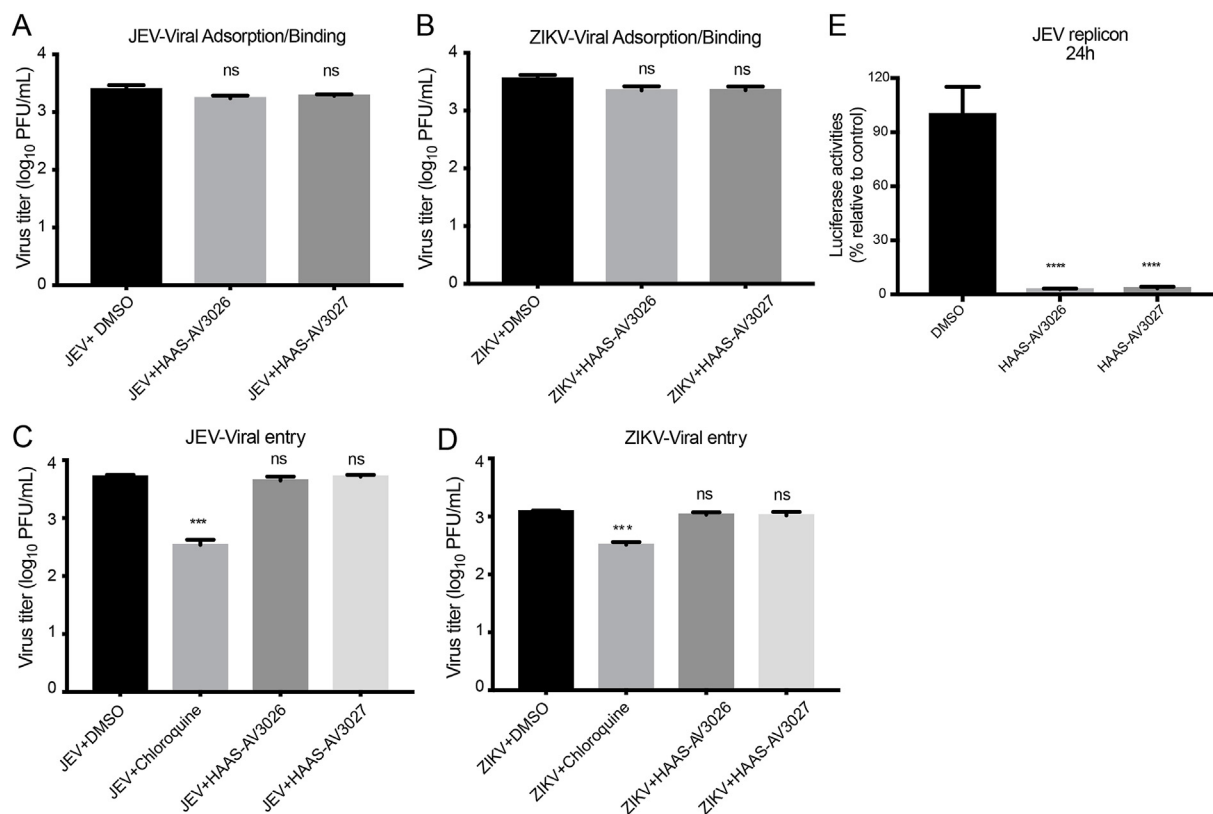 A
JEV-Viral Adsorption/Binding
Virus titer (log10 PFU/mL)
4
3
2
1
0
ns
ns
JEV+ DMSO
JEV+HAAS-AV3026
JEV+HAAS-AV3027
B
ZIKV-Viral Adsorption/Binding
Virus titer (log10 PFU/mL)
4
3
2
1
0
ns
ns
ZIKV+DMSO
ZIKV+HAAS-AV3026
ZIKV+HAAS-AV3027
E
JEV replicon
24h
Luciferase activities
(% relative to control)
120
90
60
30
0
****
****
DMSO
HAAS-AV3026
HAAS-AV3027
C
JEV-Viral entry
Virus titer (log10 PFU/mL)
4
3
2
1
0
***
ns
ns
JEV+DMSO
JEV+Chloroquine
JEV+HAAS-AV3026
JEV+HAAS-AV3027
D
ZIKV-Viral entry
Virus titer (log10 PFU/mL)
4
3
2
1
0
***
ns
ns
ZIKV+DMSO
ZIKV+Chloroquine
ZIKV+HAAS-AV3026
ZIKV+HAAS-AV3027